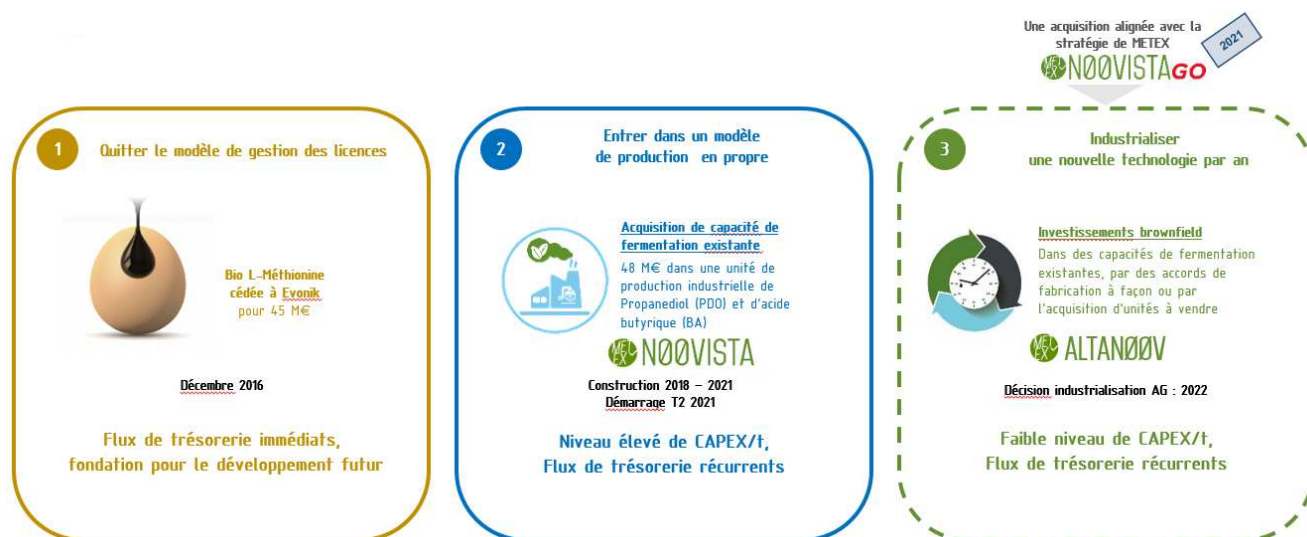 Une acquisition alignée avec la
stratégie de METEX
2021
METEX NØØVISTAGO
1
Quitter le modèle de gestion des licences
Bio L-Méthionine
cédée à Evonik
pour 45 M€
Décembre 2016
Flux de trésorerie immédiats,
fondation pour le développement futur
2
Entrer dans un modèle
de production en propre
Acquisition de capacité de
fermentation existante
48 M€ dans une unité de
production industrielle de
Propanediol (PDO) et d'acide
butyrique (BA)
METEX NØØVISTA
Construction 2018 – 2021
Démarrage T2 2021
Niveau élevé de CAPEX/t,
Flux de trésorerie récurrents
3
Industrialiser
une nouvelle technologie par an
Investissements brownfield
Dans des capacités de fermentation
existantes, par des accords de
fabrication à façon ou par
l'acquisition d'unités à vendre
METEX ALTANØØV
Décision industrialisation AG : 2022
Faible niveau de CAPEX/t,
Flux de trésorerie récurrents